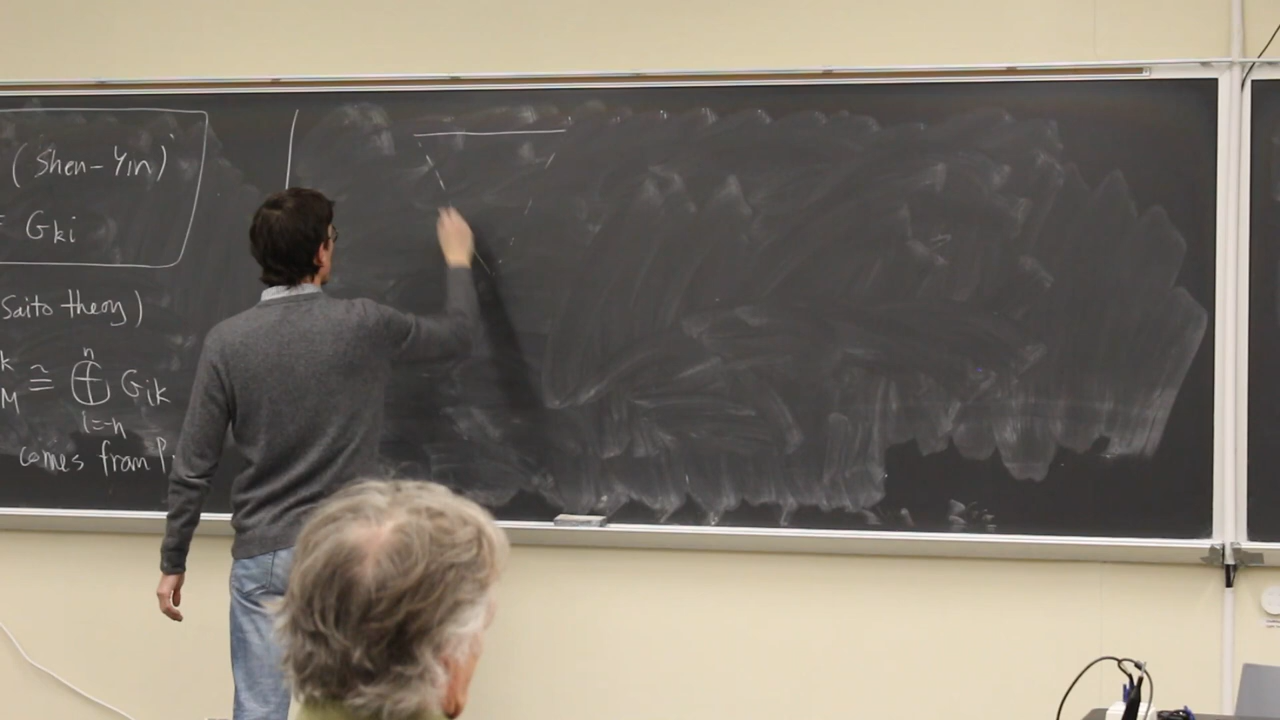 (Shen-Yin)
= Gki
Saito theory)
k
M ≅ ⊕ Gik
n
i=-n
comes from